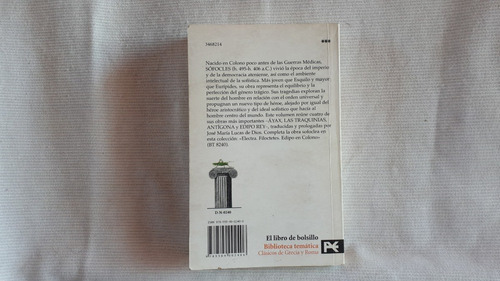 3468214
Nacido en Colono poco antes de las Guerras Médicas,
SÓFOCLES (h. 495-h. 406 a.C.) vivió la época del imperio
y de la democracia ateniense, así como el ambiente
intelectual de la sofística. Más joven que Esquilo y mayor
que Eurípides, su obra representa el equilibrio y la
perfección del género trágico. Sus tragedias exploran la
suerte del hombre en relación con el orden universal y
propugnan un nuevo tipo de héroe, alejado por igual del
héroe aristocrático y del ideal sofístico que hacía el
hombre centro del mundo. Este volumen reúne cuatro de
sus obras más importantes -ÁYAX, LAS TRAQUINIAS,
ANTÍGONA y EDIPO REY-, traducidas y prologadas por
José María Lucas de Dios. Completa la obra sofoclea en
esta colección: «Electra. Filoctetes. Edipo en Colono»
(BT 8240).
El libro de bolsillo
Biblioteca temática
Clásicos de Grecia y Roma